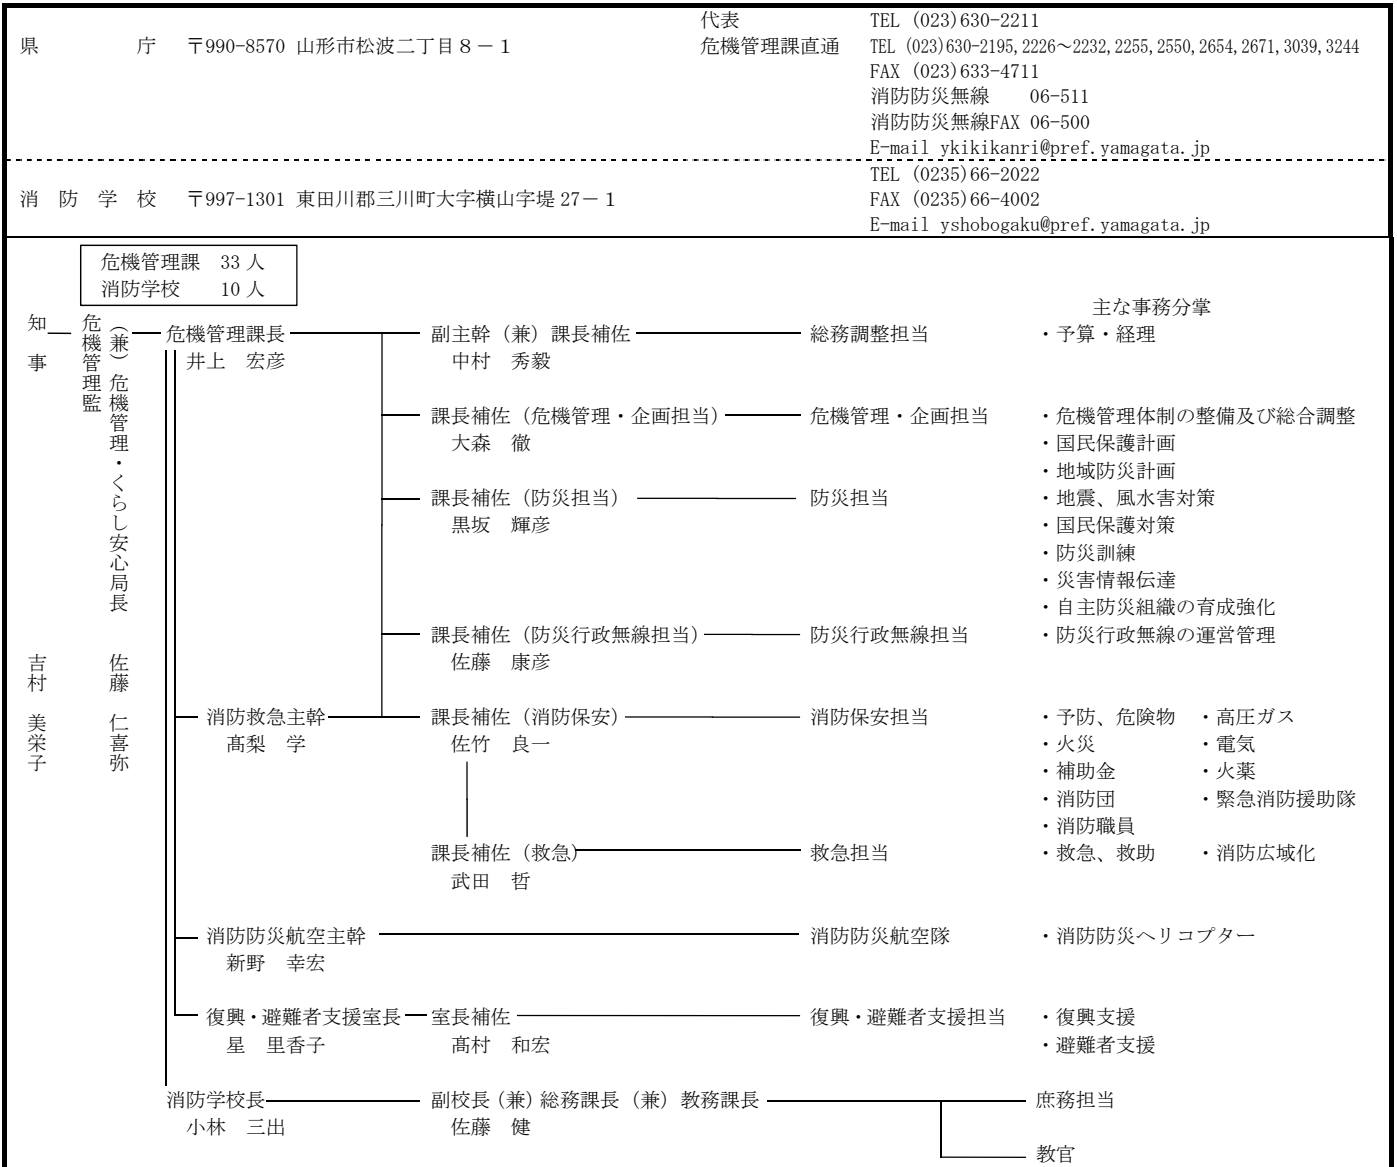 代表 TEL (023)630-2211
県 庁 〒990-8570 山形市松波二丁目８－１ 危機管理課直通 TEL (023)630-2195,2226～2232,2255,2550,2654,2671,3039,3244
FAX (023)633-4711
消防防災無線 06-511
消防防災無線FAX 06-500
E-mail ykikikanri@pref.yamagata.jp
TEL (0235)66-2022
消 防 学 校 〒997-1301 東田川郡三川町大字横山字堤 27－１ FAX (0235)66-4002
E-mail yshobogaku@pref.yamagata.jp
危機管理課 33 人
消防学校 10 人
主な事務分掌
知事 吉村 美栄子
危機管理監
（兼）危機管理・くらし安心局長 佐藤 仁喜弥
危機管理課長 副主幹（兼）課長補佐 総務調整担当 ・予算・経理
井上 宏彦 中村 秀毅
課長補佐（危機管理・企画担当） 危機管理・企画担当 ・危機管理体制の整備及び総合調整
大森 徹 ・国民保護計画
・地域防災計画
課長補佐（防災担当） 防災担当 ・地震、風水害対策
黒坂 輝彦 ・国民保護対策
・防災訓練
・災害情報伝達
・自主防災組織の育成強化
課長補佐（防災行政無線担当） 防災行政無線担当 ・防災行政無線の運営管理
佐藤 康彦
消防救急主幹 課長補佐（消防保安） 消防保安担当 ・予防、危険物 ・高圧ガス
髙梨 学 佐竹 良一 ・火災 ・電気
・補助金 ・火薬
・消防団 ・緊急消防援助隊
・消防職員
課長補佐（救急） 救急担当 ・救急、救助 ・消防広域化
武田 哲
消防防災航空主幹 消防防災航空隊 ・消防防災ヘリコプター
新野 幸宏
復興・避難者支援室長 室長補佐 復興・避難者支援担当 ・復興支援
星 里香子 髙村 和宏 ・避難者支援
消防学校長 副校長（兼）総務課長（兼）教務課長 庶務担当
小林 三出 佐藤 健
教官